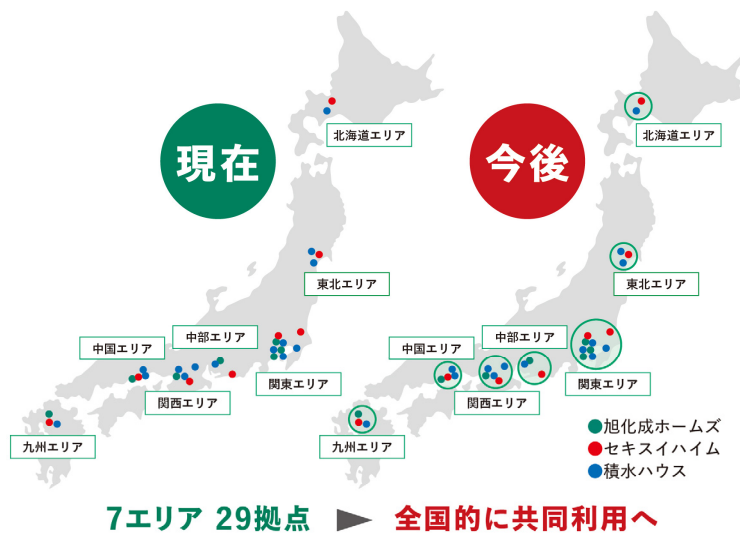 現在
北海道エリア
東北エリア
中部エリア
中国エリア
関東エリア
関西エリア
九州エリア
今後
北海道エリア
東北エリア
中部エリア
中国エリア
関東エリア
関西エリア
九州エリア
旭化成ホームズ
セキスイハイム
積水ハウス
7エリア 29拠点 ▶ 全国的に共同利用へ